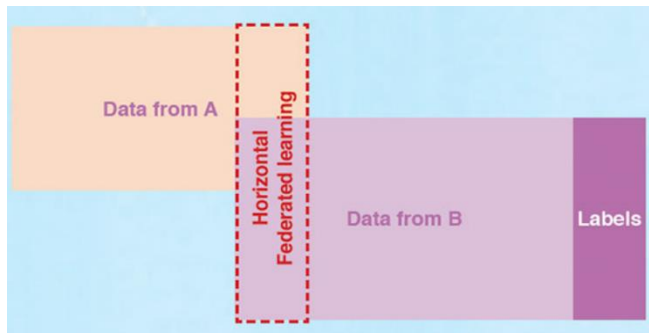 Data from A
Horizontal
Federated learning
Data from B
Labels